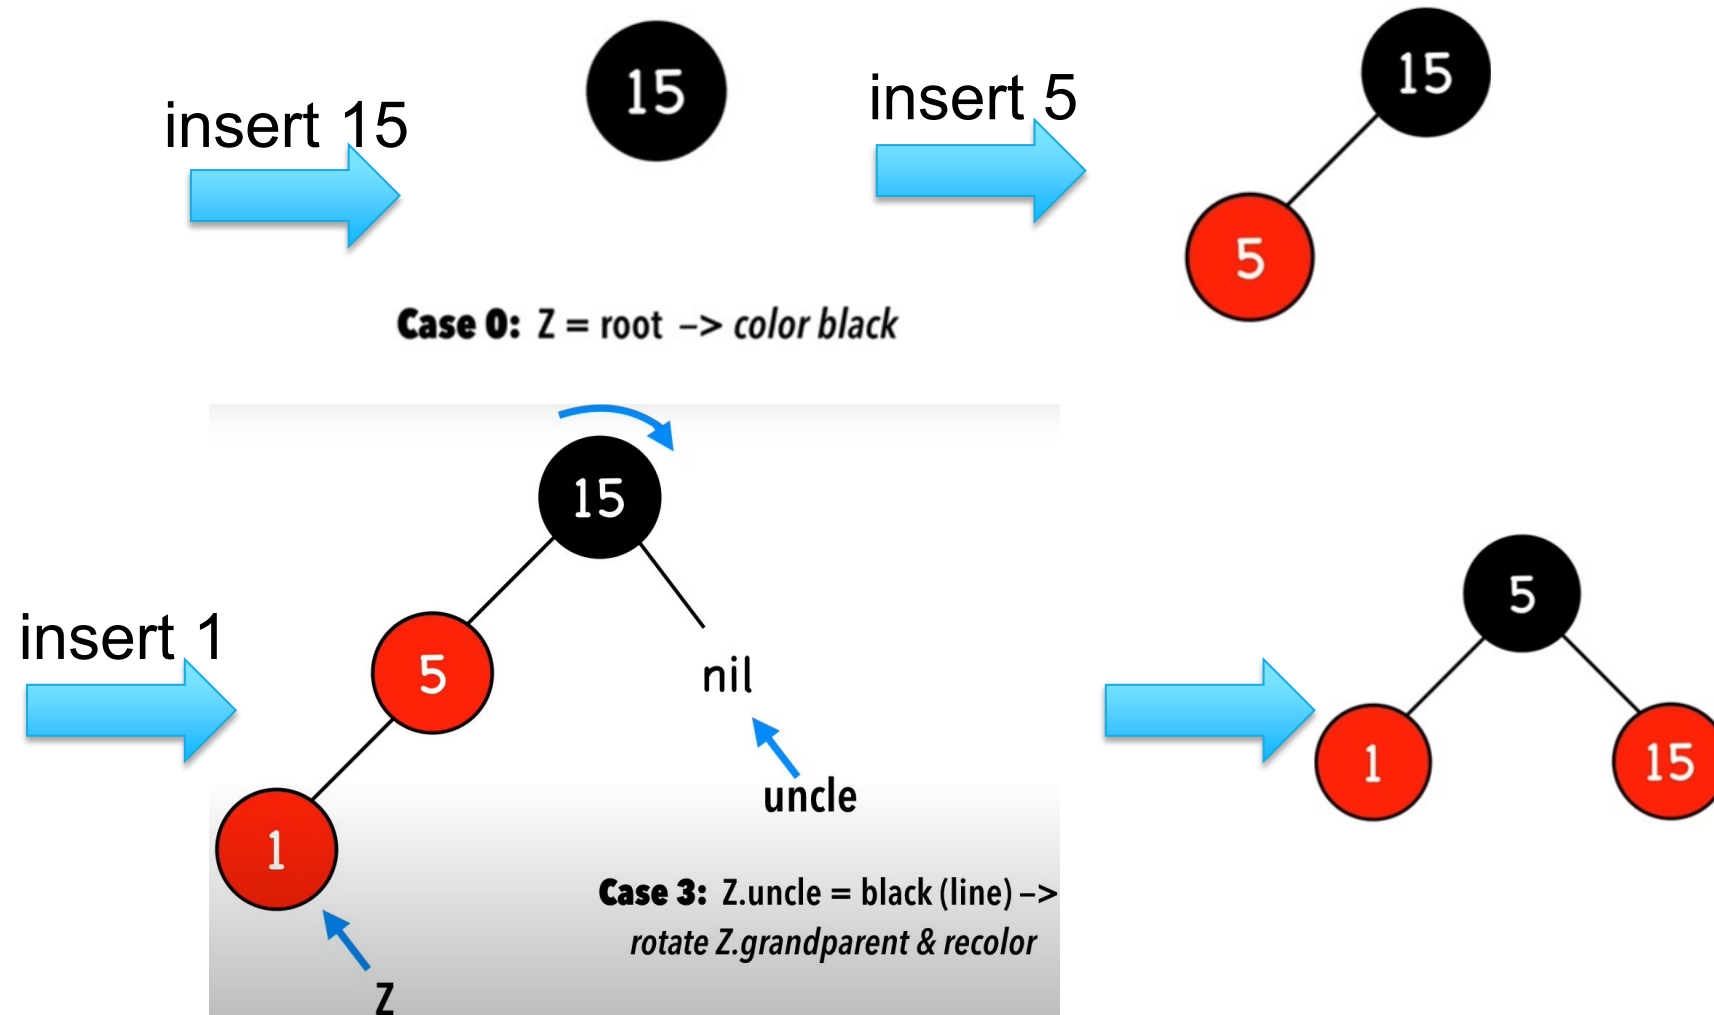 insert 15
15
insert 5
15
5
Case 0: Z = root –> color black
insert 1
15
5
nil
uncle
1
Z
Case 3: Z.uncle = black (line) –>
rotate Z.grandparent & recolor
5
1
15